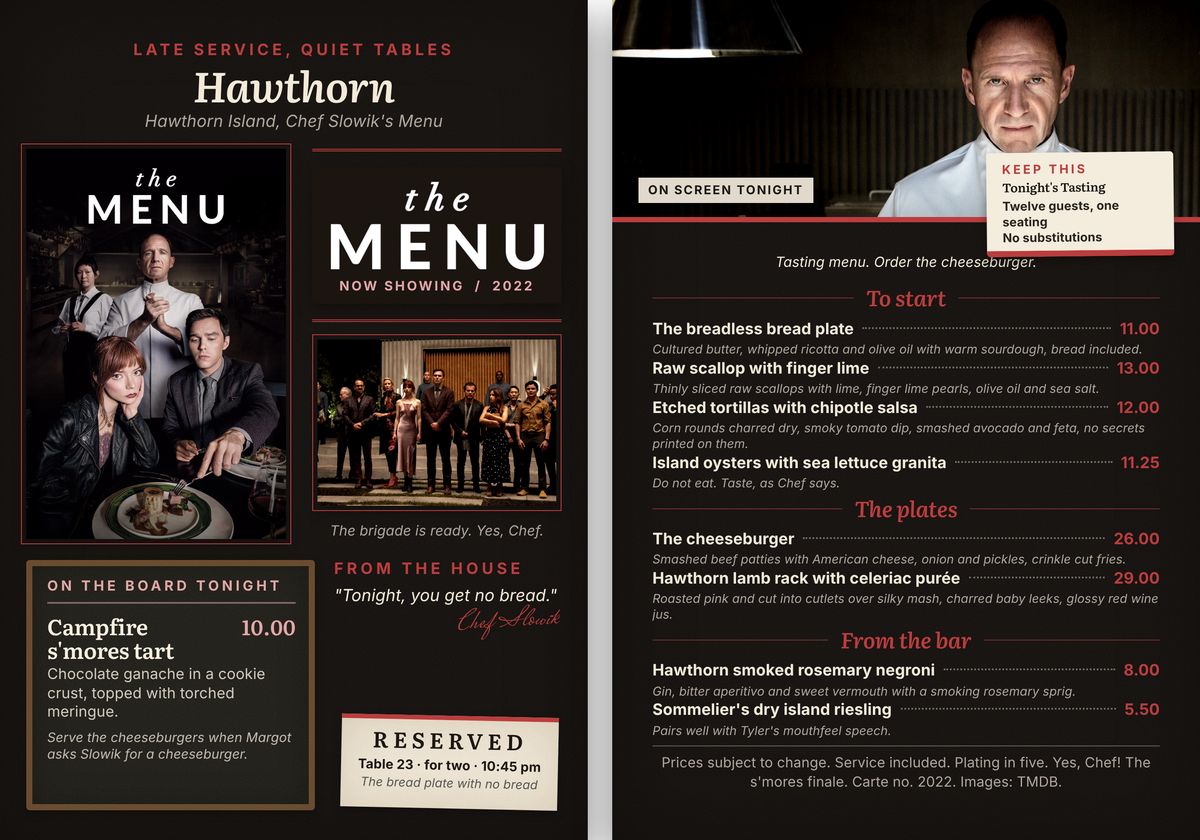 LATE SERVICE, QUIET TABLES
Hawthorn
Hawthorn Island, Chef Slowik's Menu
the
MENU
the
MENU
NOW SHOWING / 2022
The brigade is ready. Yes, Chef.
ON THE BOARD TONIGHT
Campfire 10.00
s'mores tart
Chocolate ganache in a cookie
crust, topped with torched
meringue.
Serve the cheeseburgers when Margot
asks Slowik for a cheeseburger.
FROM THE HOUSE
"Tonight, you get no bread."
Chef Slowik
RESERVED
Table 23 · for two · 10:45 pm
The bread plate with no bread
ON SCREEN TONIGHT
KEEP THIS
Tonight's Tasting
Twelve guests, one
seating
No substitutions
Tasting menu. Order the cheeseburger.
To start
The breadless bread plate 11.00
Cultured butter, whipped ricotta and olive oil with warm sourdough, bread included.
Raw scallop with finger lime 13.00
Thinly sliced raw scallops with lime, finger lime pearls, olive oil and sea salt.
Etched tortillas with chipotle salsa 12.00
Corn rounds charred dry, smoky tomato dip, smashed avocado and feta, no secrets
printed on them.
Island oysters with sea lettuce granita 11.25
Do not eat. Taste, as Chef says.
The plates
The cheeseburger 26.00
Smashed beef patties with American cheese, onion and pickles, crinkle cut fries.
Hawthorn lamb rack with celeriac purée 29.00
Roasted pink and cut into cutlets over silky mash, charred baby leeks, glossy red wine
jus.
From the bar
Hawthorn smoked rosemary negroni 8.00
Gin, bitter aperitivo and sweet vermouth with a smoking rosemary sprig.
Sommelier's dry island riesling 5.50
Pairs well with Tyler's mouthfeel speech.
Prices subject to change. Service included. Plating in five. Yes, Chef! The
s'mores finale. Carte no. 2022. Images: TMDB.